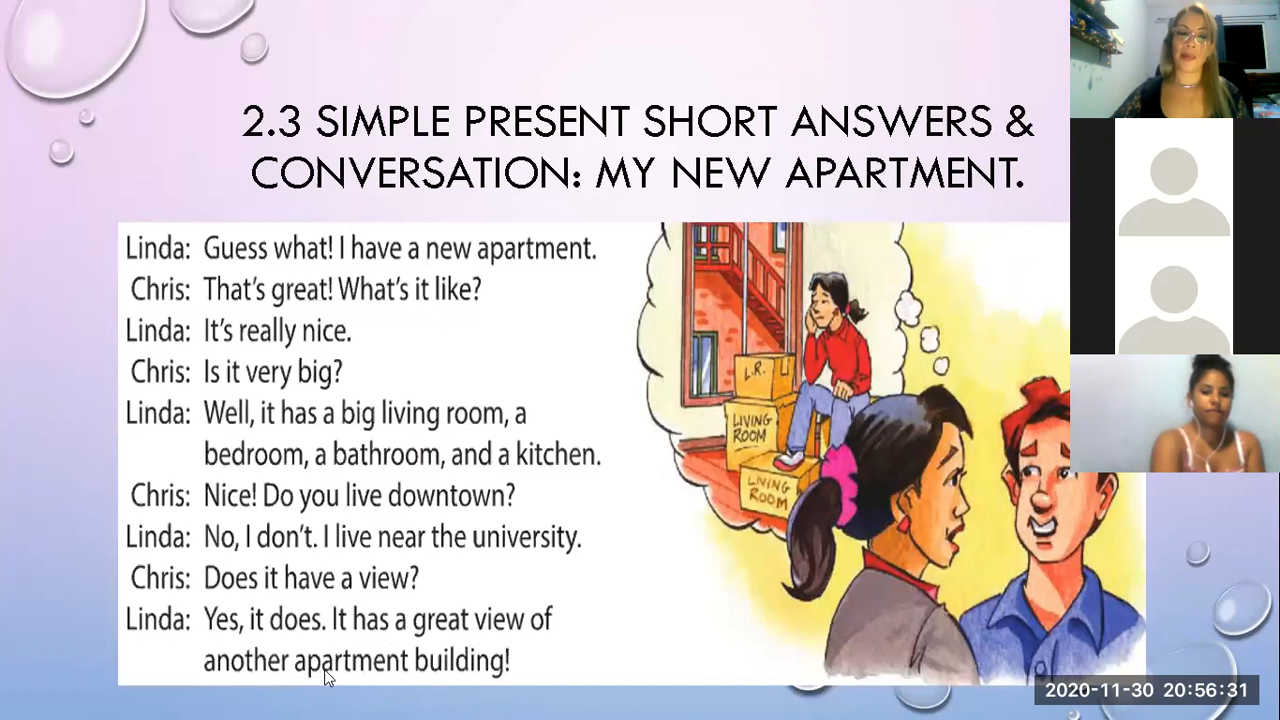 2.3 SIMPLE PRESENT SHORT ANSWERS &
CONVERSATION: MY NEW APARTMENT.
Linda: Guess what! I have a new apartment.
Chris: That's great! What's it like?
Linda: It's really nice.
Chris: Is it very big?
Linda: Well, it has a big living room, a
bedroom, a bathroom, and a kitchen.
Chris: Nice! Do you live downtown?
Linda: No, I don't. I live near the university.
Chris: Does it have a view?
Linda: Yes, it does. It has a great view of
another apartment building!
L.R.
LIVING
ROOM
LIVING
ROOM
2020-11-30 20:56:31